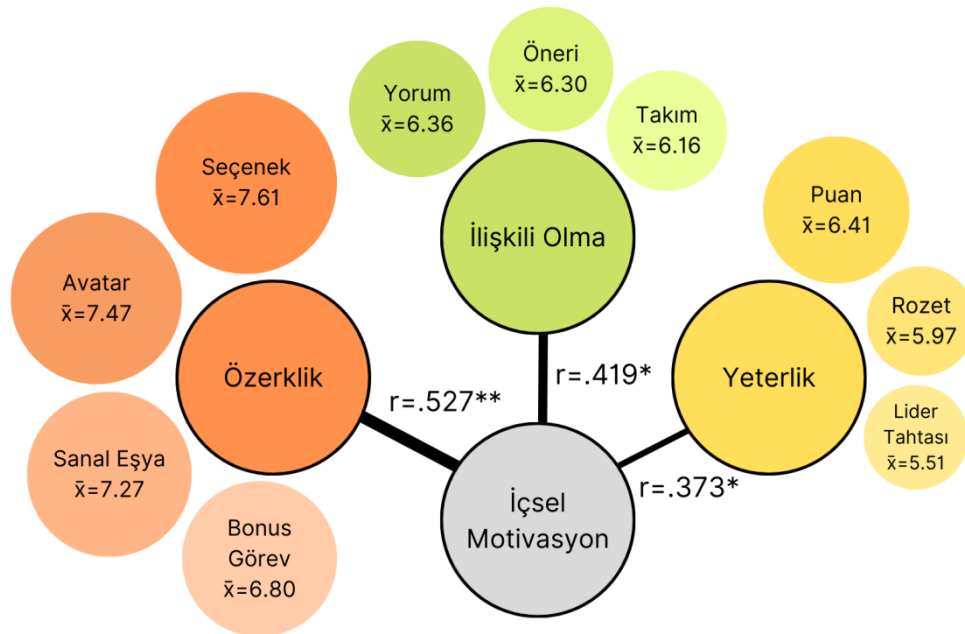 Öneri
x̄=6.30
Yorum
x̄=6.36
Takım
x̄=6.16
Seçenek
x̄=7.61
Puan
x̄=6.41
İlişkili Olma
Avatar
x̄=7.47
Rozet
x̄=5.97
Özerklik
Yeterlik
r=.527**
r=.419*
Lider
Tahtası
x̄=5.51
Sanal Eşya
x̄=7.27
r=.373*
İçsel
Motivasyon
Bonus
Görev
x̄=6.80